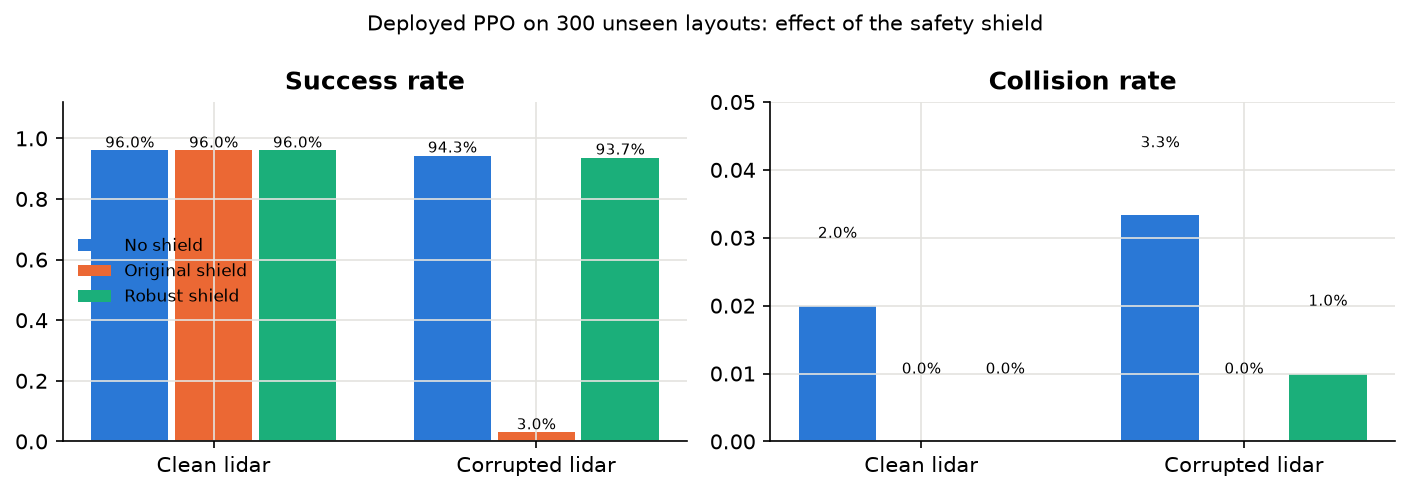 Deployed PPO on 300 unseen layouts: effect of the safety shield
Success rate
1.0
0.8
0.6
0.4
0.2
0.0
96.0% 96.0% 96.0%
94.3% 3.0% 93.7%
No shield
Original shield
Robust shield
Clean lidar Corrupted lidar
Collision rate
0.05
0.04
0.03
0.02
0.01
0.00
2.0% 0.0% 0.0%
3.3% 0.0% 1.0%
Clean lidar Corrupted lidar